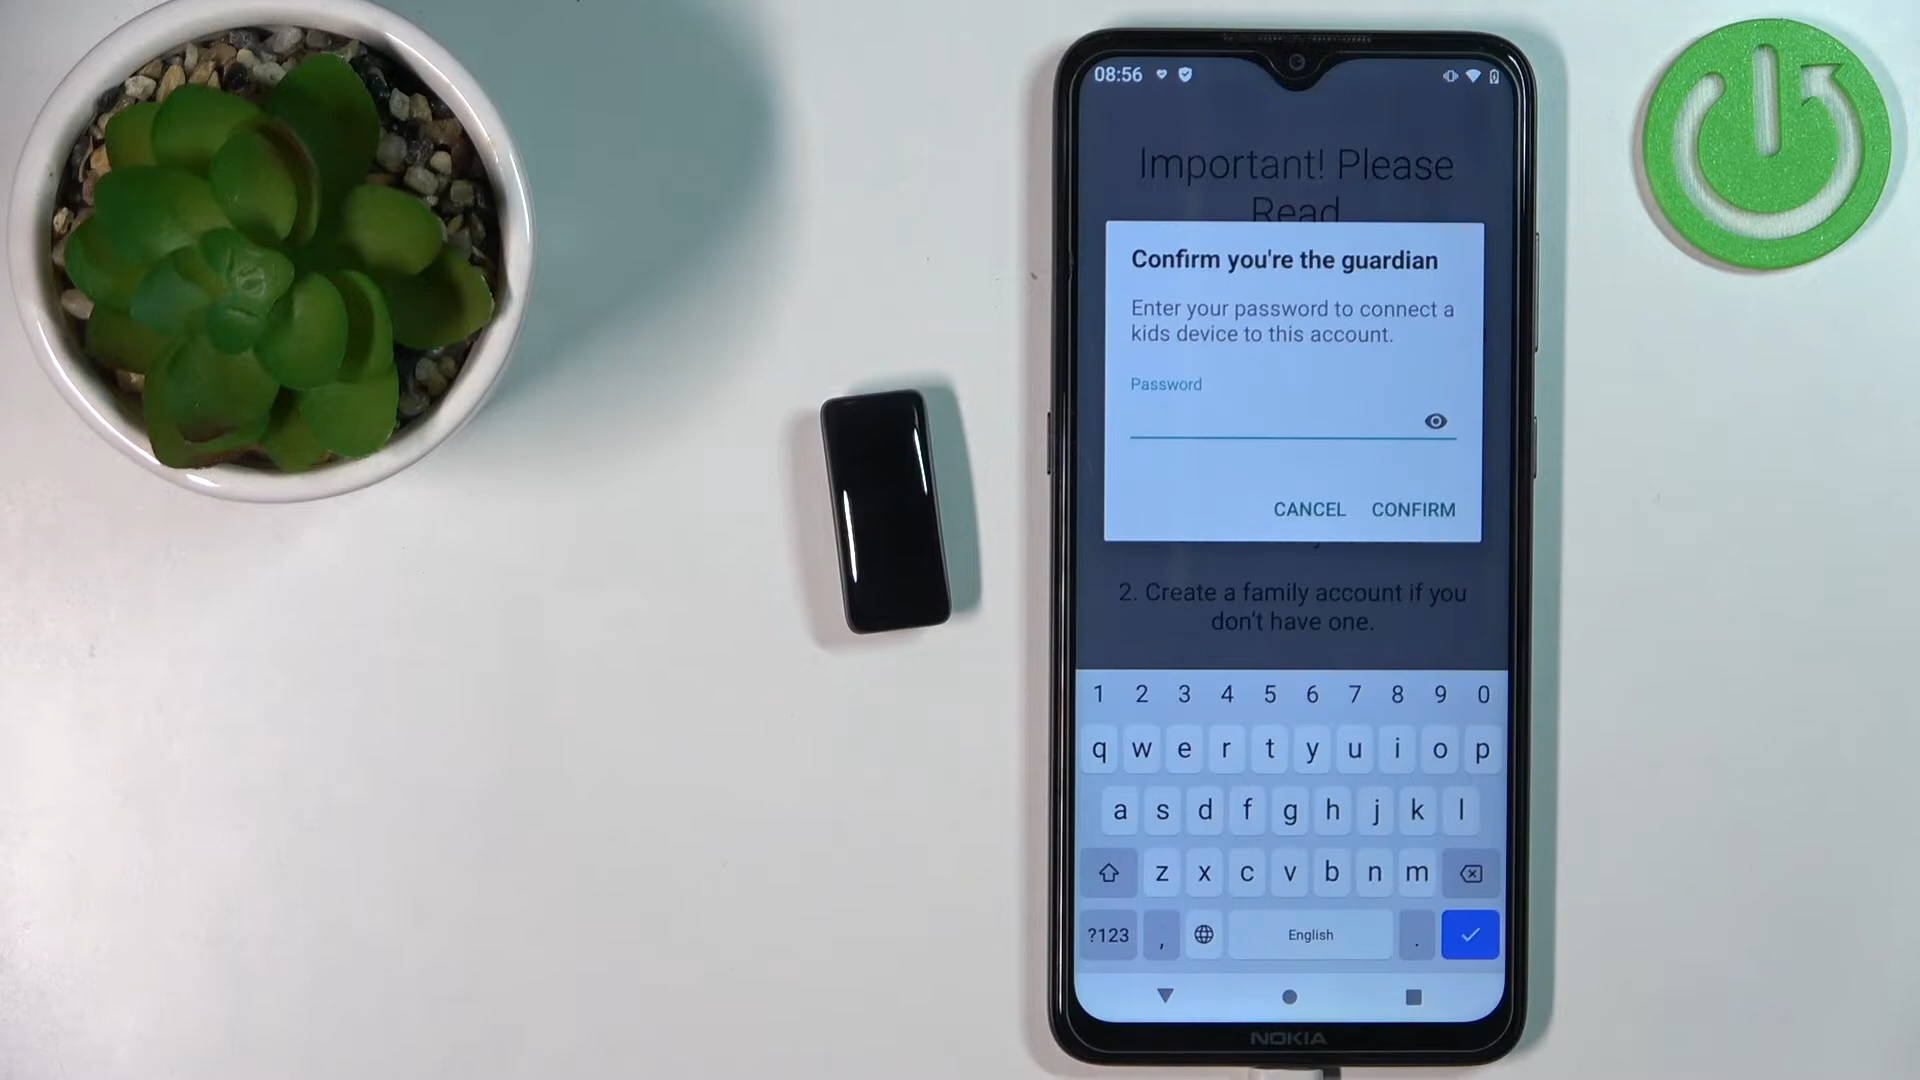 08:56
Important! Please
Read
Confirm you're the guardian
Enter your password to connect a
kids device to this account.
Password
CANCEL CONFIRM
2. Create a family account if you
don't have one.
1 2 3 4 5 6 7 8 9 0
q w e r t y u i o p
a s d f g h j k l
z x c v b n m
?123 , English .
NOKIA